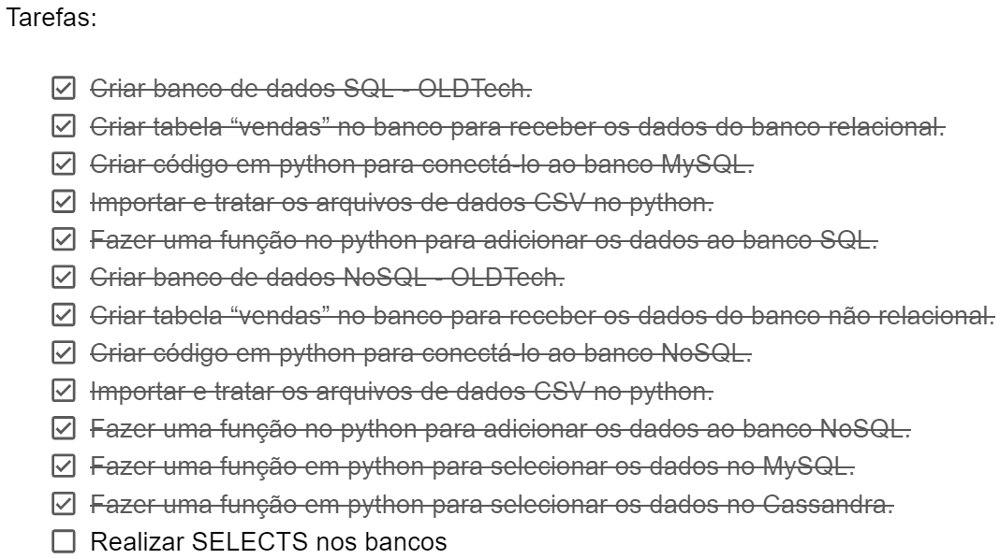 Tarefas:
Criar banco de dados SQL - OLDTech.
Criar tabela “vendas” no banco para receber os dados do banco relacional.
Criar código em python para conectá-lo ao banco MySQL.
Importar e tratar os arquivos de dados CSV no python.
Fazer uma função no python para adicionar os dados ao banco SQL.
Criar banco de dados NoSQL - OLDTech.
Criar tabela “vendas” no banco para receber os dados do banco não relacional.
Criar código em python para conectá-lo ao banco NoSQL.
Importar e tratar os arquivos de dados CSV no python.
Fazer uma função no python para adicionar os dados ao banco NoSQL.
Fazer uma função em python para selecionar os dados no MySQL.
Fazer uma função em python para selecionar os dados no Cassandra.
Realizar SELECTS nos bancos